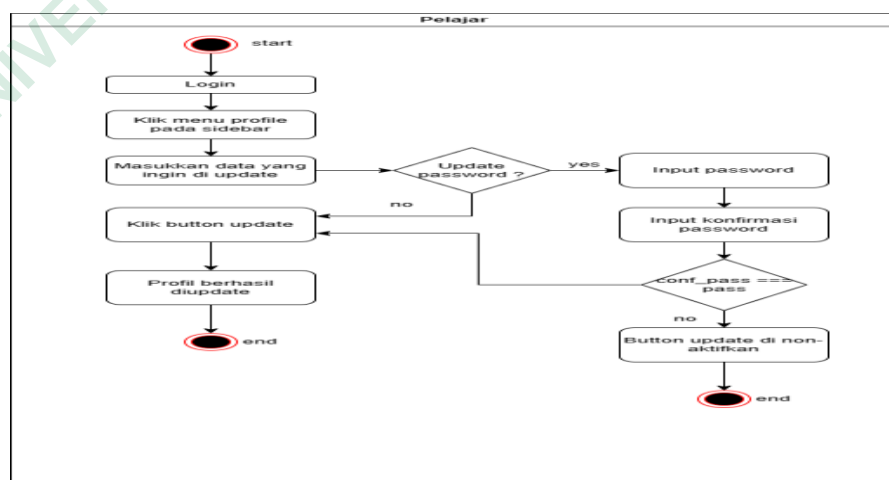 Pelajar
start
Login
Klik menu profile
pada sidebar
Masukkan data yang
ingin di update
Update
password ?
yes
Input password
no
Klik button update
Input konfirmasi
password
Profil berhasil
diupdate
conf_pass ===
pass
end
no
Button update di non-
aktifkan
end